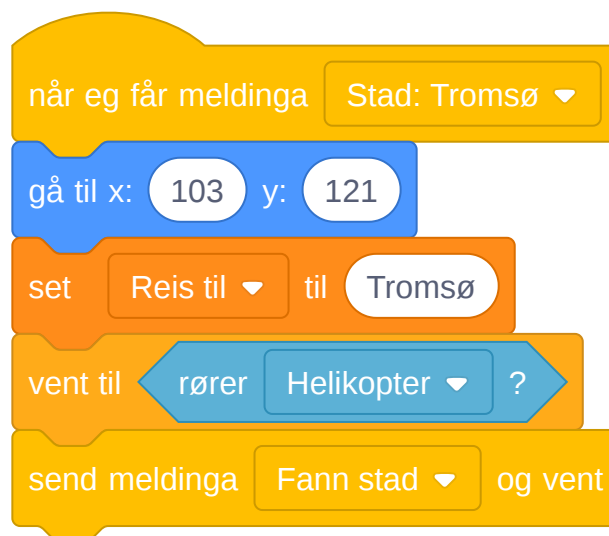 når eg får meldinga Stad: Tromsø
gå til x: 103 y: 121
set Reis til til Tromsø
vent til rører Helikopter ?
send meldinga Fann stad og vent